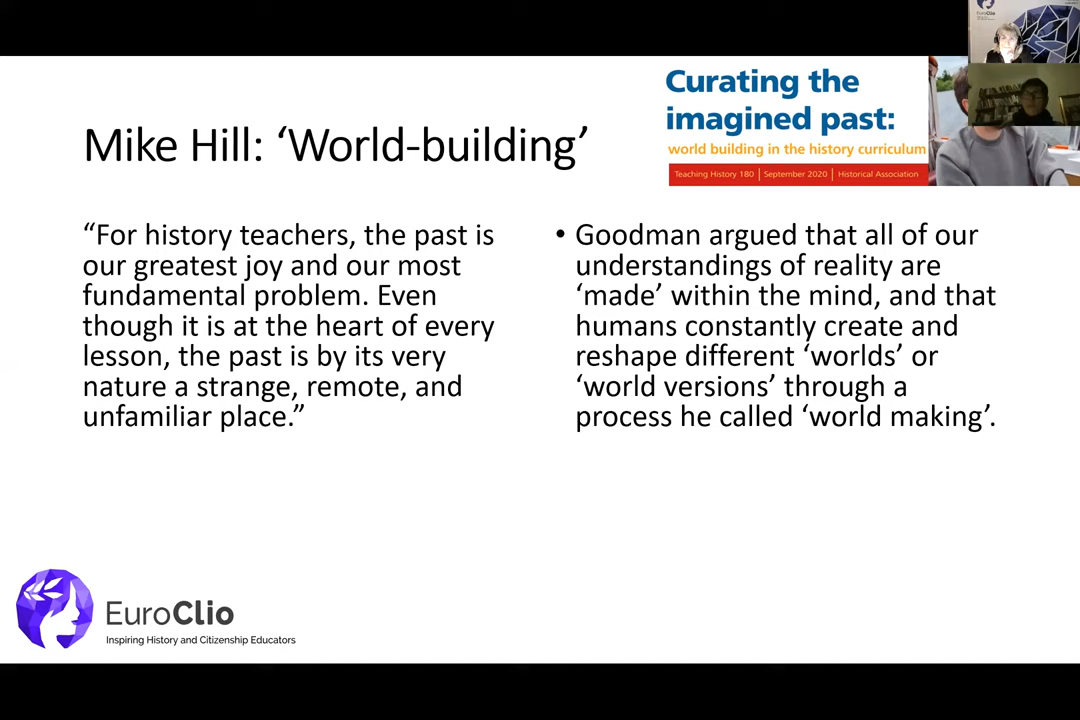 EuroClio
Curating the
imagined past:
world building in the history curriculum
Teaching History 180 | September 2020 | Historical Association
Mike Hill: ‘World-building’
“For history teachers, the past is
our greatest joy and our most
fundamental problem. Even
though it is at the heart of every
lesson, the past is by its very
nature a strange, remote, and
unfamiliar place.”
• Goodman argued that all of our
understandings of reality are
‘made’ within the mind, and that
humans constantly create and
reshape different ‘worlds’ or
‘world versions’ through a
process he called ‘world making’.
EuroClio
Inspiring History and Citizenship Educators